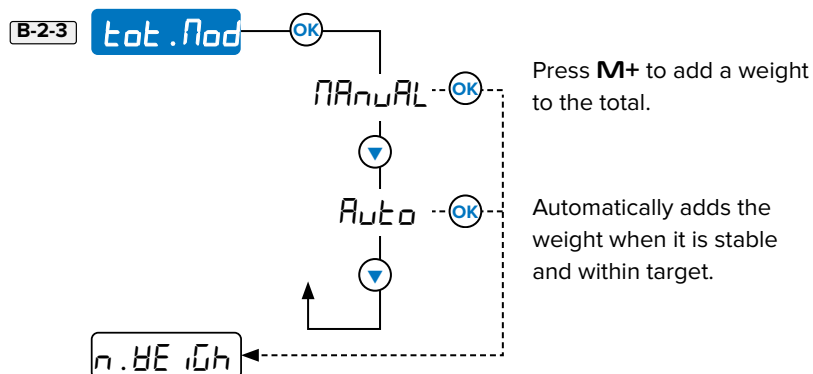 B-2-3 tot.Mod OK
MAnuAL OK
Press M+ to add a weight
to the total.
▼
Auto OK
Automatically adds the
weight when it is stable
and within target.
▼
n.WEiGh